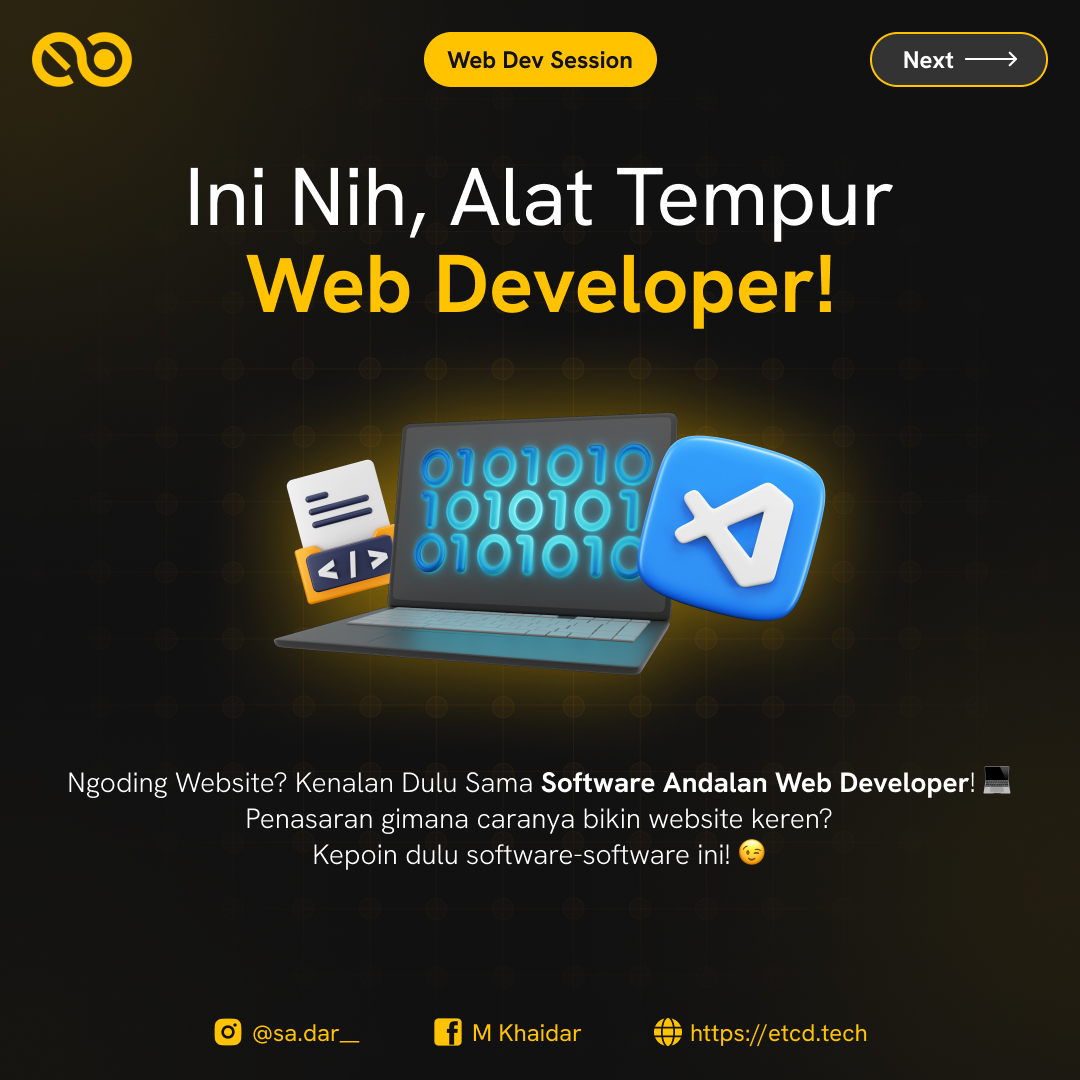 Web Dev Session
Next
Ini Nih, Alat Tempur
Web Developer!
0101010
1010101
0101010
</>
Ngoding Website? Kenalan Dulu Sama Software Andalan Web Developer! 💻
Penasaran gimana caranya bikin website keren?
Kepoin dulu software-software ini! 😉
@sa.dar__
M Khaidar
https://etcd.tech